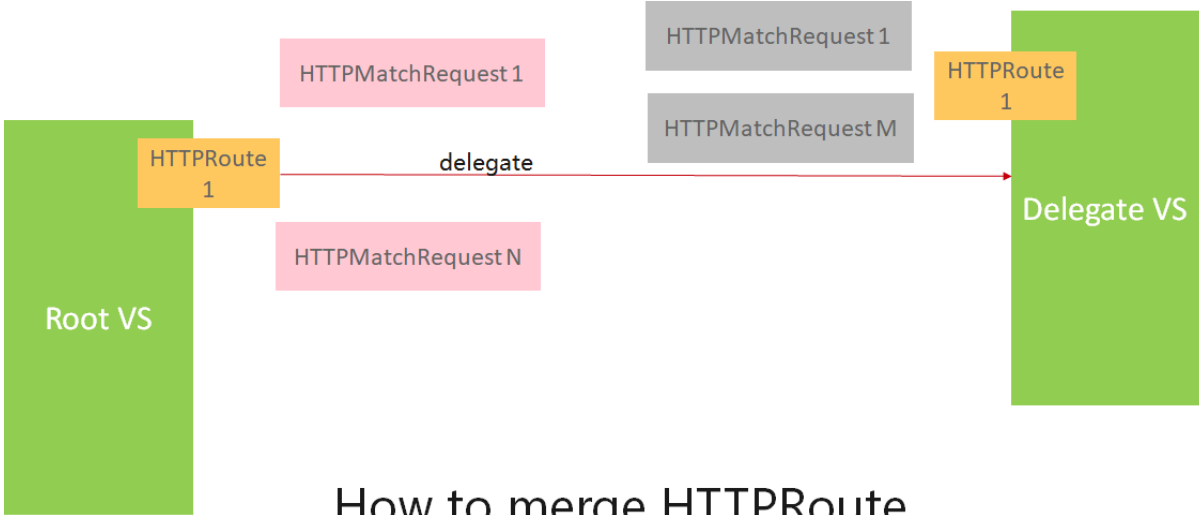 HTTPMatchRequest 1
HTTPMatchRequest 1
HTTPRoute
1
HTTPMatchRequest M
HTTPRoute
1
delegate
Delegate VS
HTTPMatchRequest N
Root VS
How to merge HTTPRoute